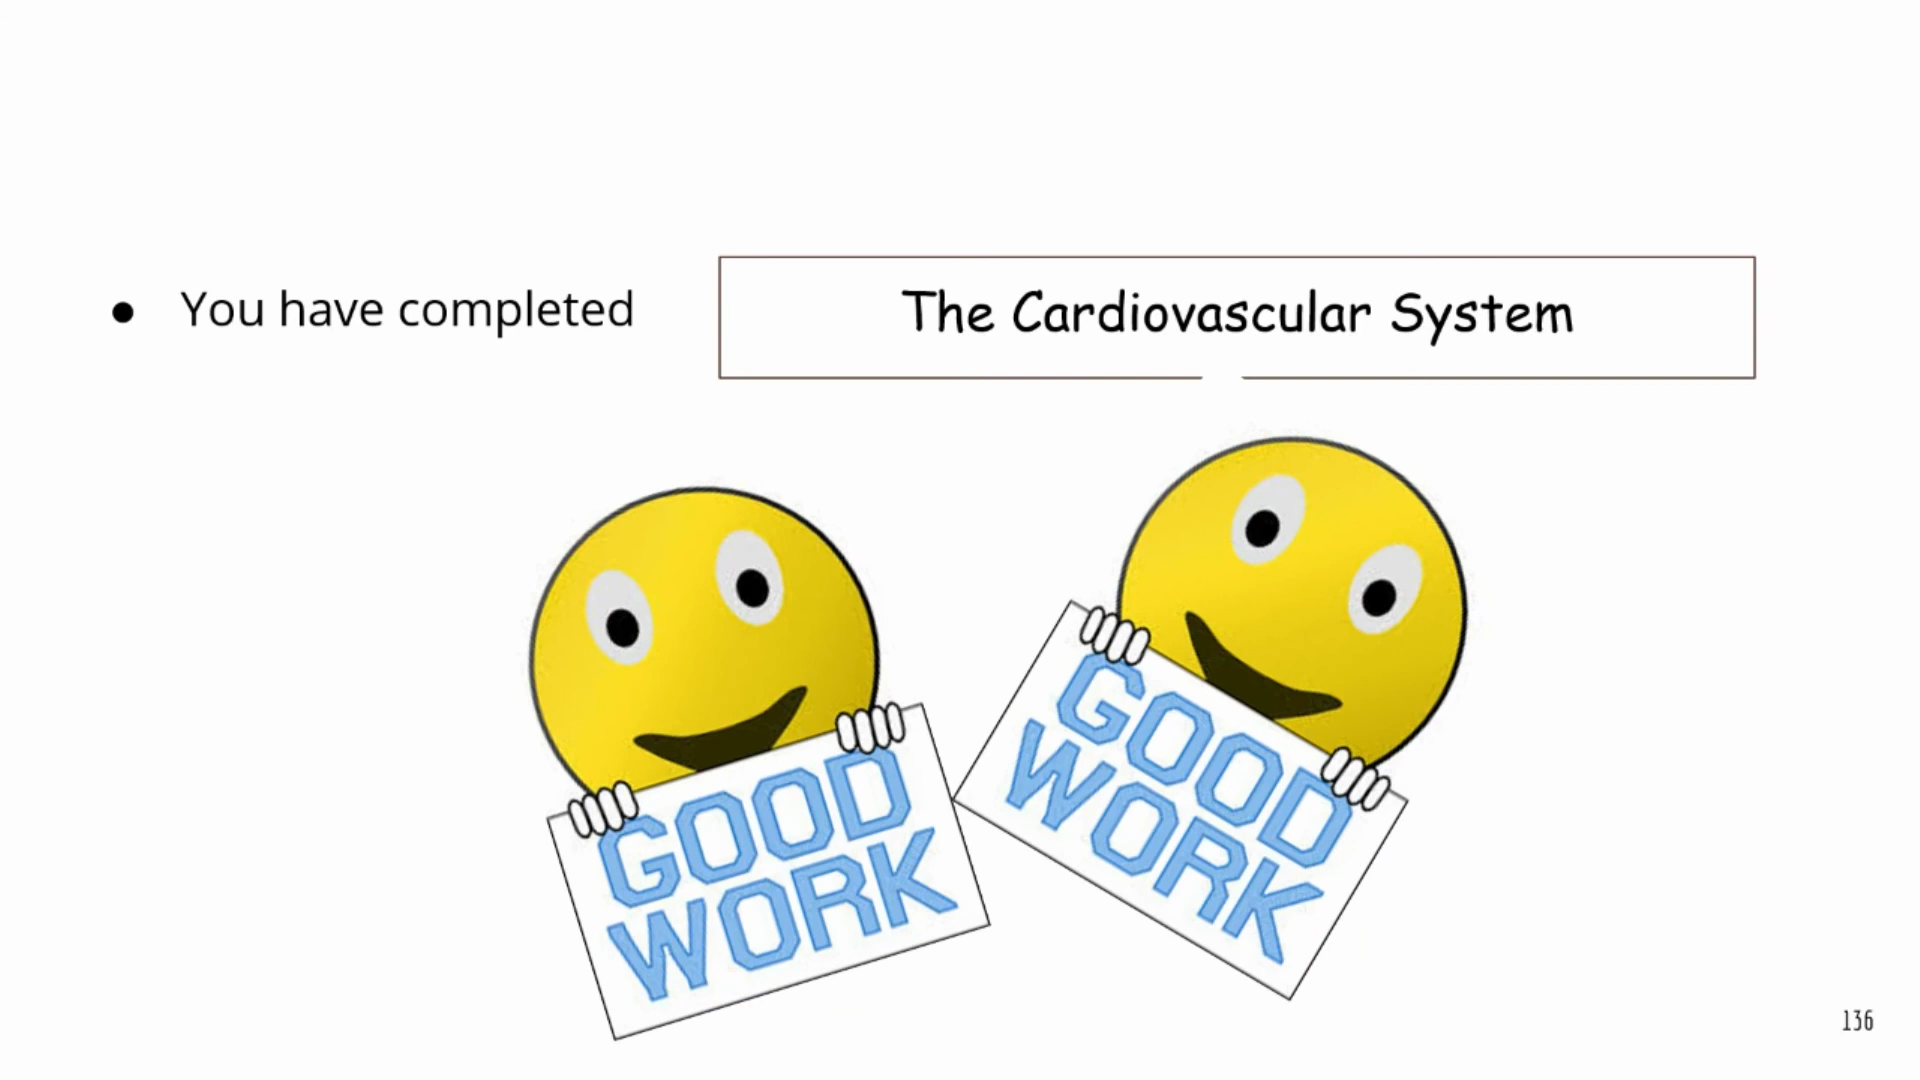 ● You have completed
The Cardiovascular System
GOOD
WORK
GOOD
WORK
136